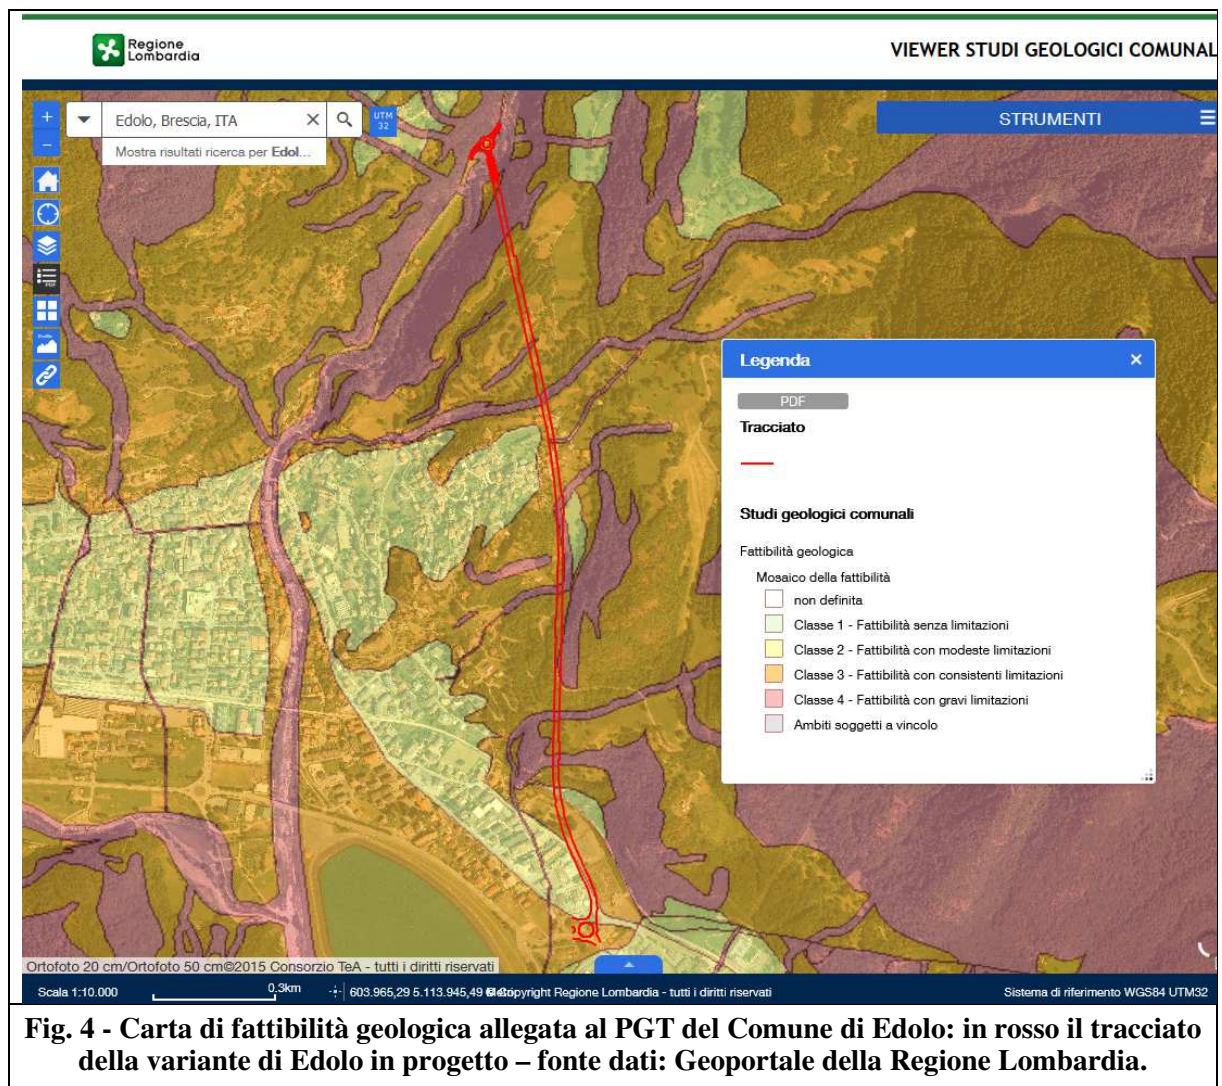 Regione
Lombardia
VIEWER STUDI GEOLOGICI COMUNAL
+
Edolo, Brescia, ITA
UTM
32
STRUMENTI
−
Mostra risultati ricerca per Edol...
PDF
Legenda
PDF
Tracciato
Studi geologici comunali
Fattibilità geologica
Mosaico della fattibilità
non definita
Classe 1 - Fattibilità senza limitazioni
Classe 2 - Fattibilità con modeste limitazioni
Classe 3 - Fattibilità con consistenti limitazioni
Classe 4 - Fattibilità con gravi limitazioni
Ambiti soggetti a vincolo
Ortofoto 20 cm/Ortofoto 50 cm©2015 Consorzio TeA - tutti i diritti riservati
Scala 1:10.000
0.3km
603.965,29 5.113.945,49
Copyright Regione Lombardia - tutti i diritti riservati
Sistema di riferimento WGS84 UTM32
Fig. 4 - Carta di fattibilità geologica allegata al PGT del Comune di Edolo: in rosso il tracciato
della variante di Edolo in progetto – fonte dati: Geoportale della Regione Lombardia.